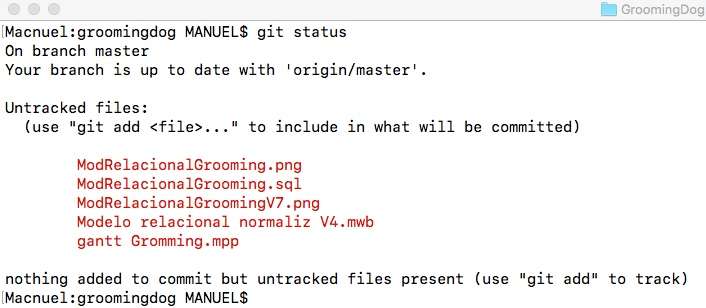 GroomingDog
[Macnuel:groomingdog MANUEL$ git status
On branch master
Your branch is up to date with 'origin/master'.
Untracked files:
(use "git add <file>..." to include in what will be committed)
ModRelacionalGrooming.png
ModRelacionalGrooming.sql
ModRelacionalGroomingV7.png
Modelo relacional normaliz V4.mwb
gantt Gromming.mpp
nothing added to commit but untracked files present (use "git add" to track)
[Macnuel:groomingdog MANUEL$